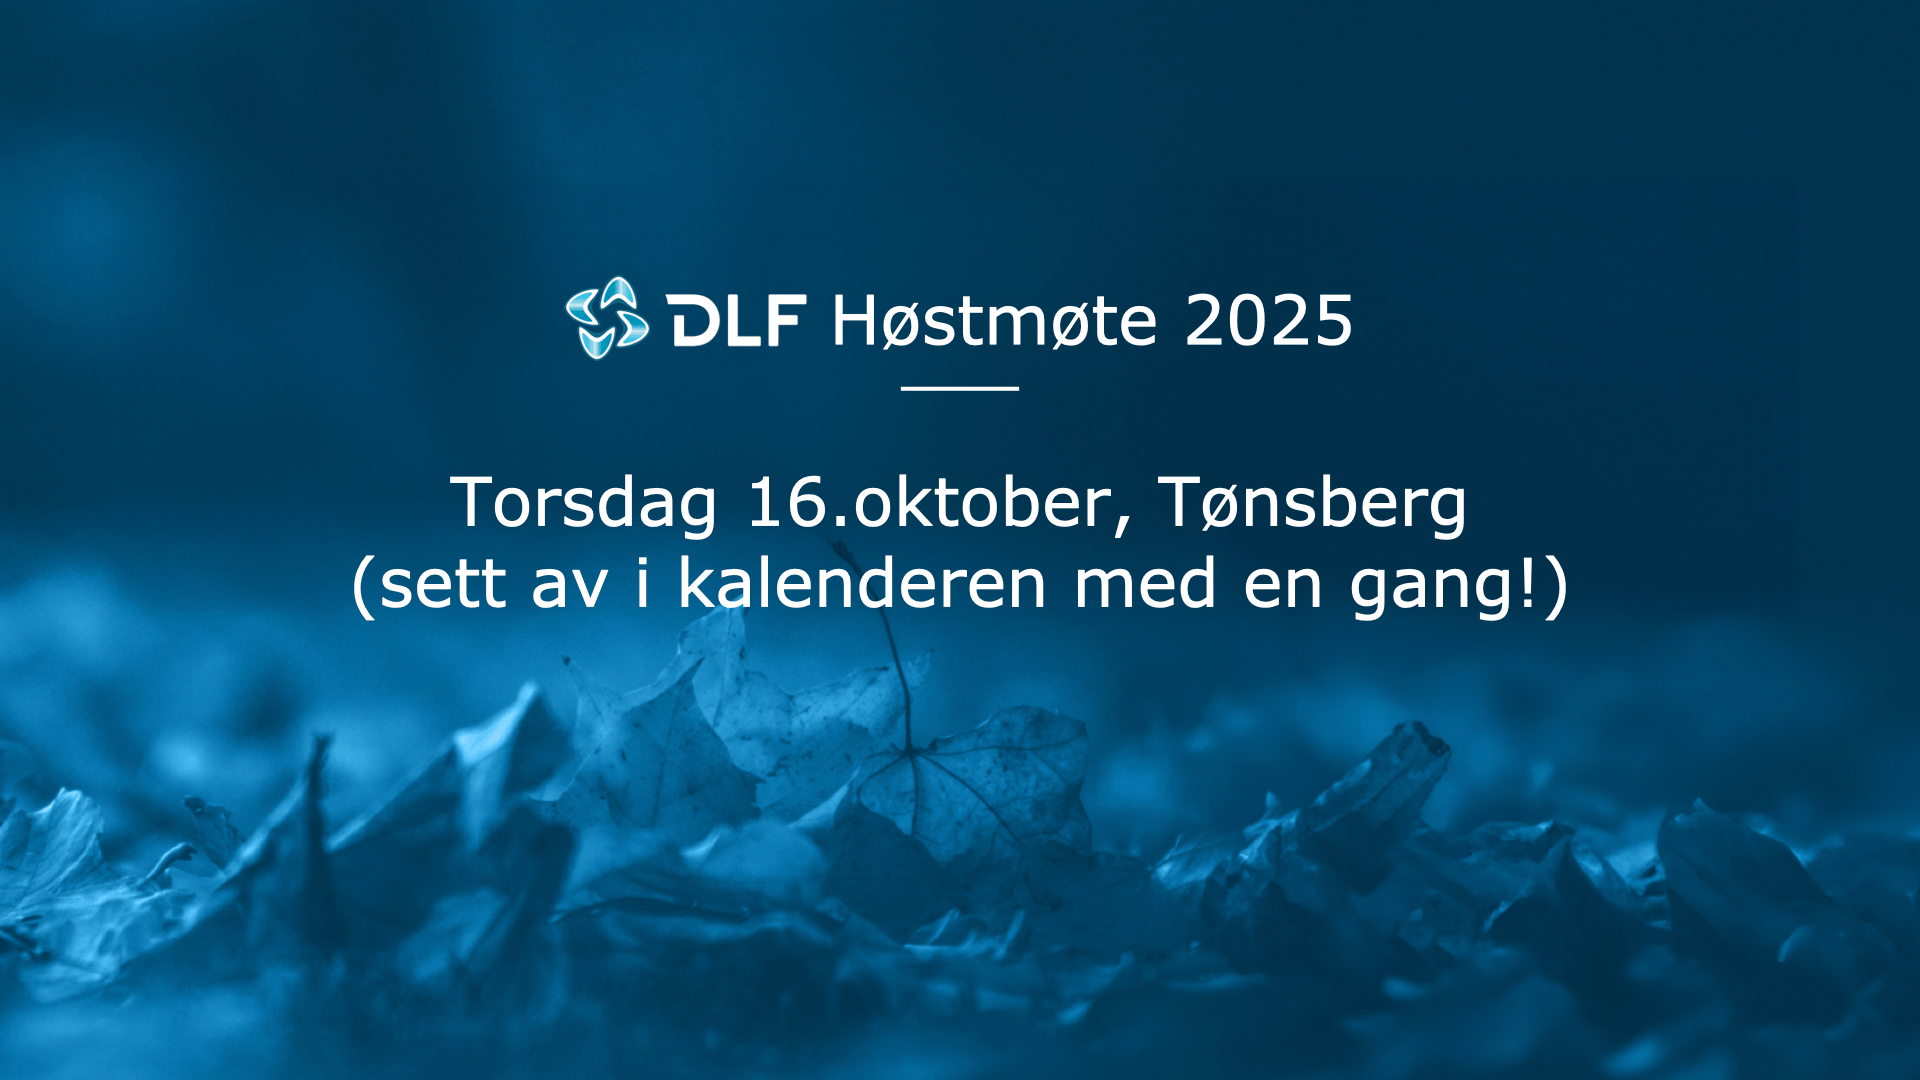 DLF Høstmøte 2025
Torsdag 16.oktober, Tønsberg
(sett av i kalenderen med en gang!)